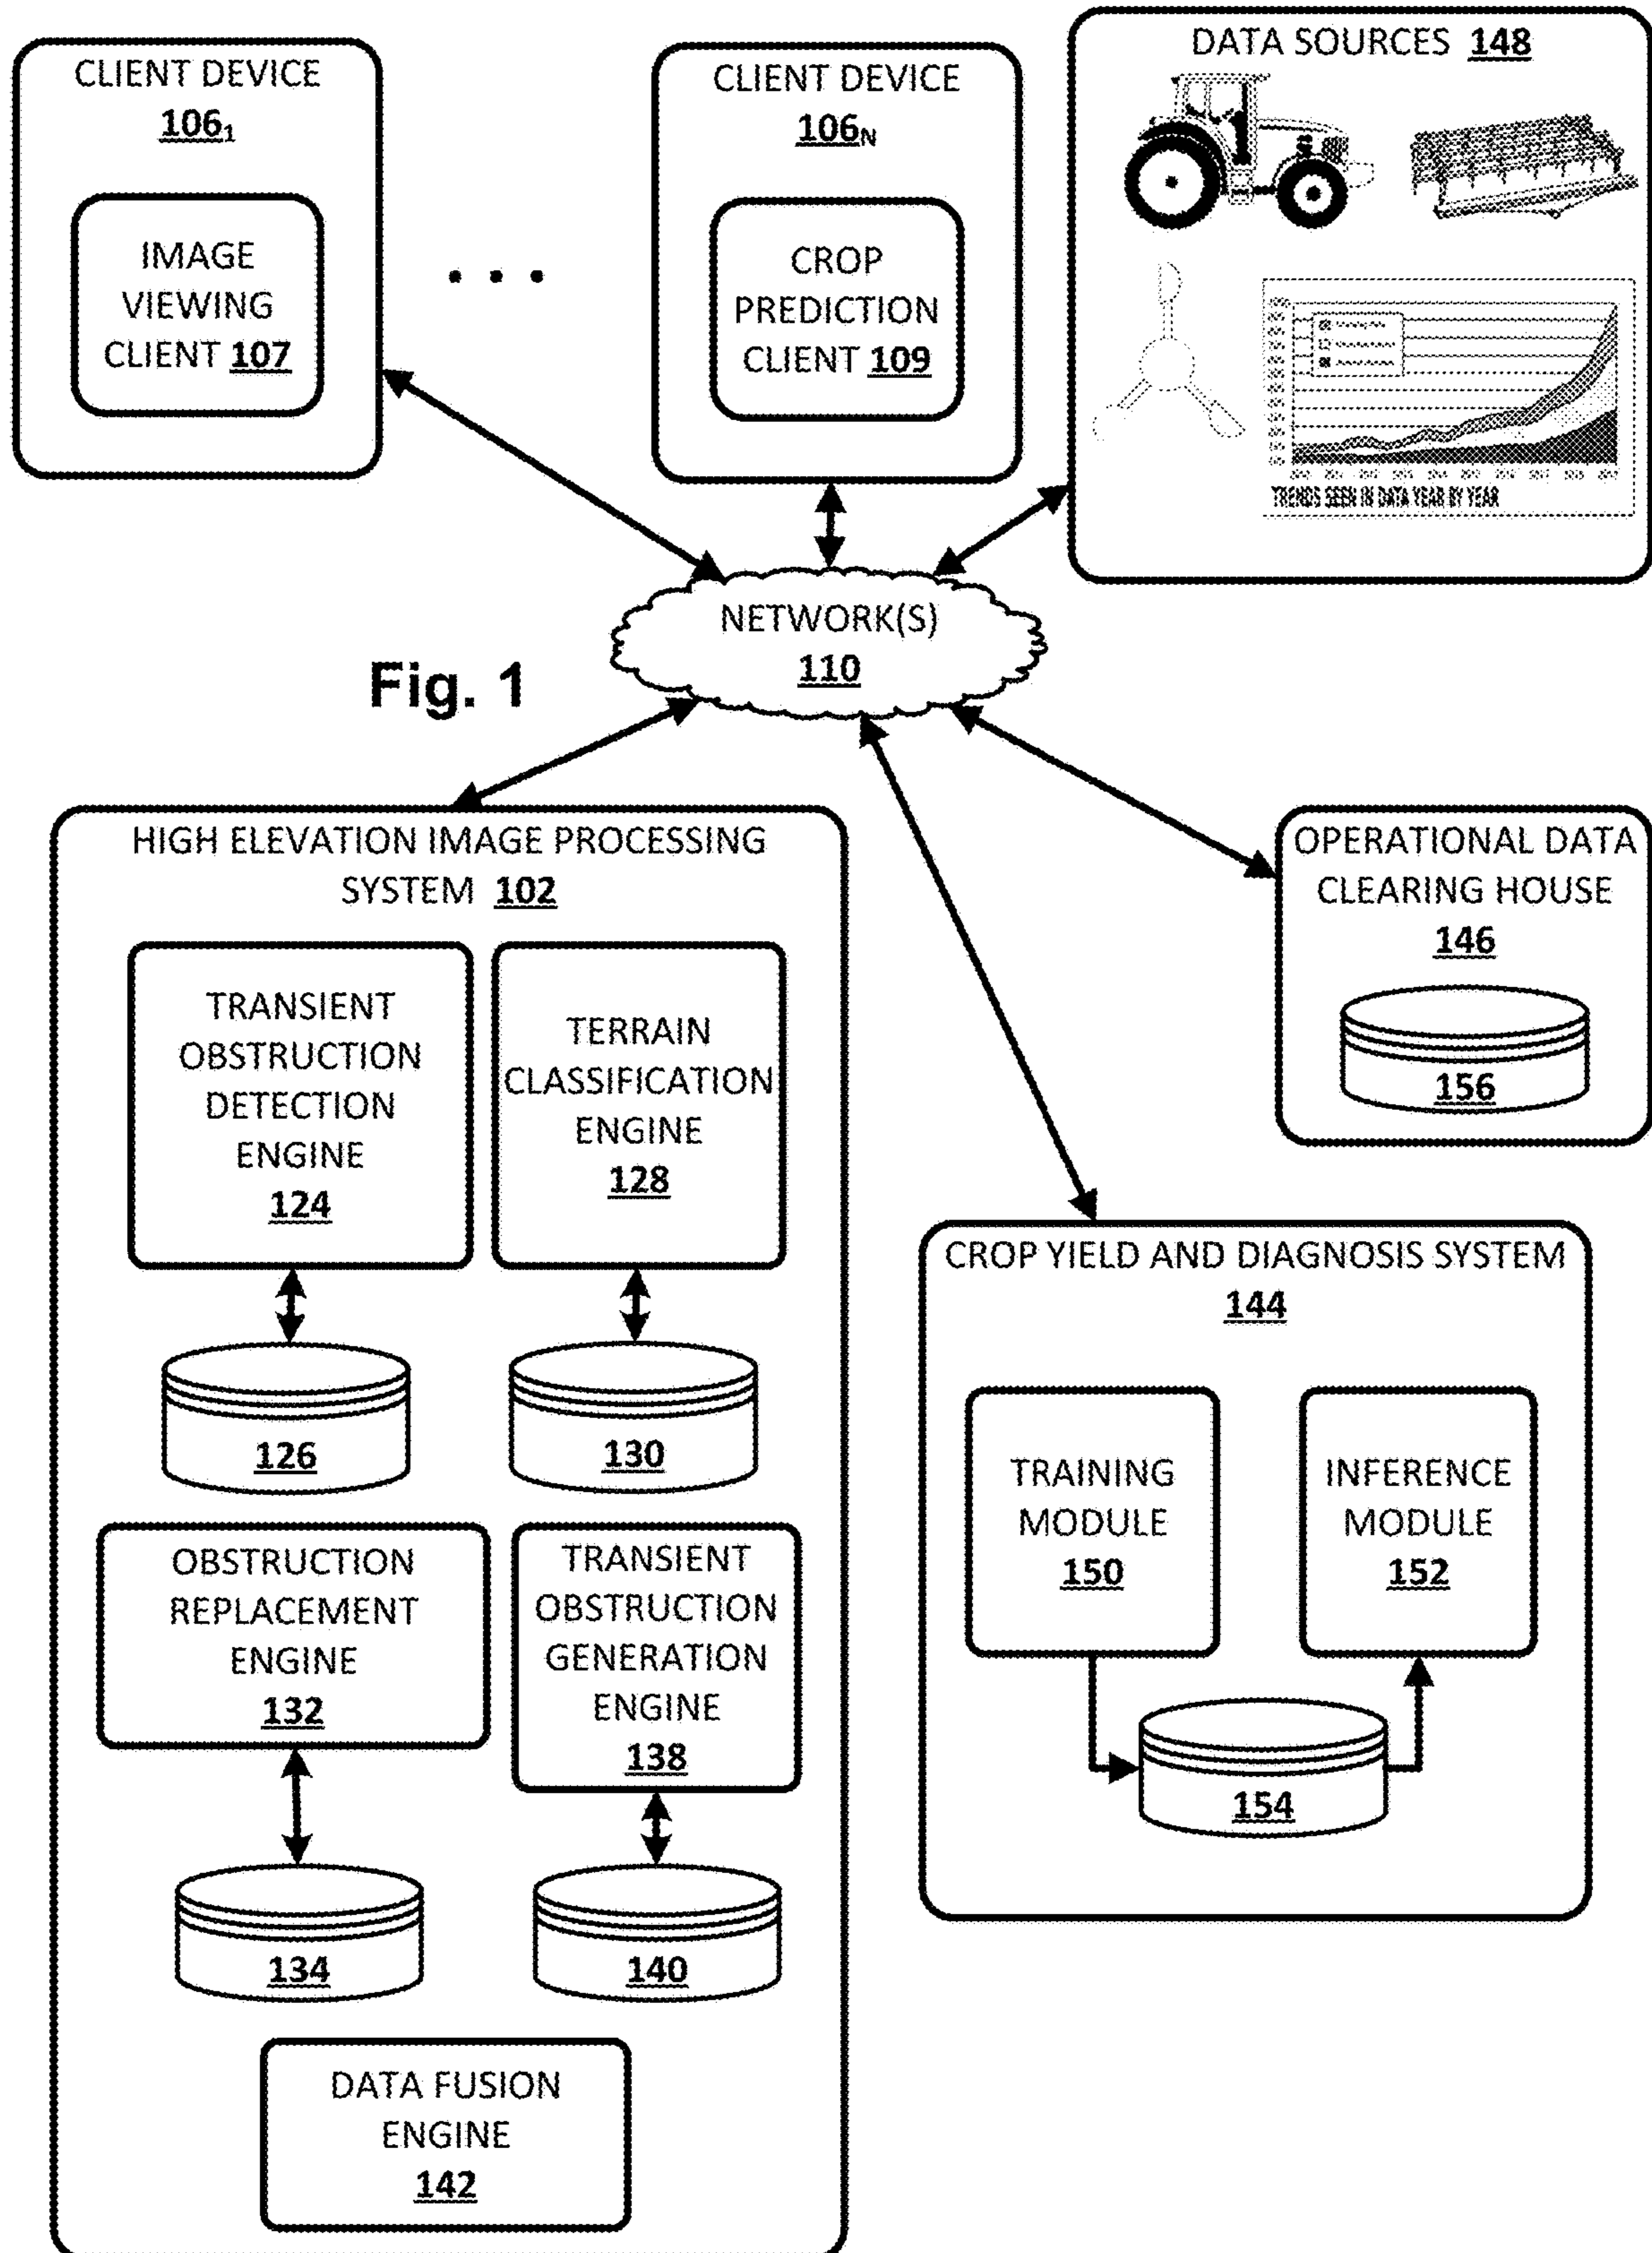 CLIENT DEVICE
106₁
IMAGE
VIEWING
CLIENT 107
. . .
CLIENT DEVICE
106N
CROP
PREDICTION
CLIENT 109
DATA SOURCES 148
TRENDS SEEN IN DATA YEAR BY YEAR
NETWORK(S)
110
Fig. 1
HIGH ELEVATION IMAGE PROCESSING
SYSTEM 102
TRANSIENT
OBSTRUCTION
DETECTION
ENGINE
124
TERRAIN
CLASSIFICATION
ENGINE
128
126
130
OBSTRUCTION
REPLACEMENT
ENGINE
132
TRANSIENT
OBSTRUCTION
GENERATION
ENGINE
138
134
140
DATA FUSION
ENGINE
142
OPERATIONAL DATA
CLEARING HOUSE
146
156
CROP YIELD AND DIAGNOSIS SYSTEM
144
TRAINING
MODULE
150
INFERENCE
MODULE
152
154